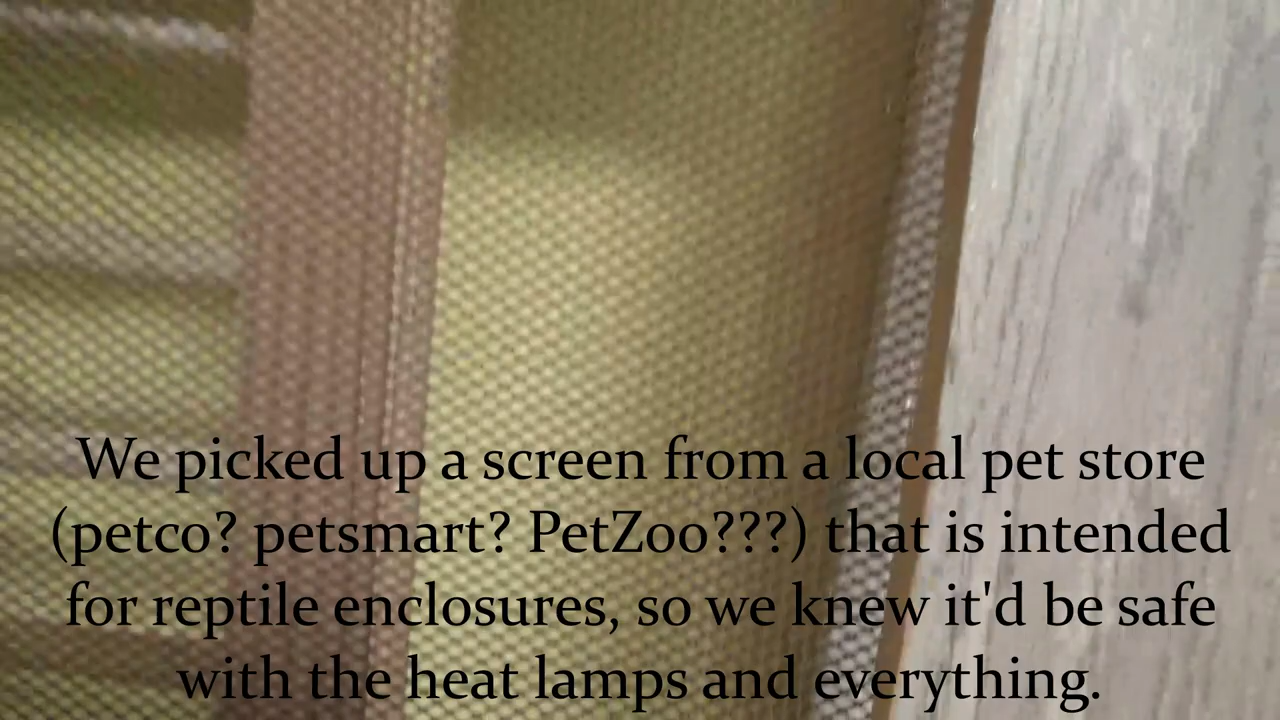 We picked up a screen from a local pet store
(petco? petsmart? PetZoo???) that is intended
for reptile enclosures, so we knew it'd be safe
with the heat lamps and everything.